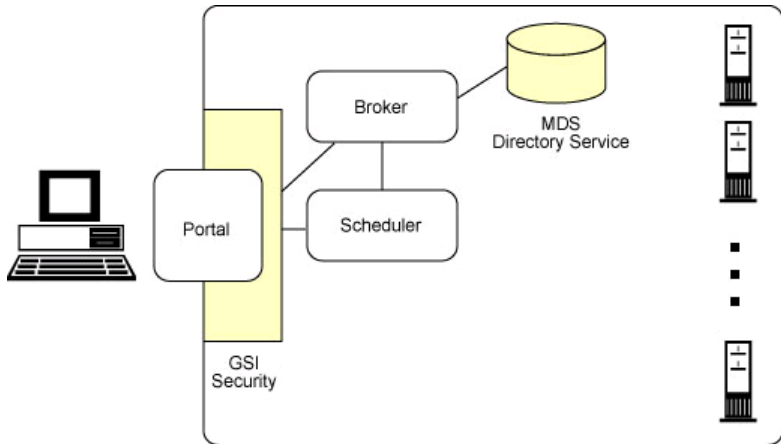 Broker
MDS
Directory Service
Portal
Scheduler
GSI
Security